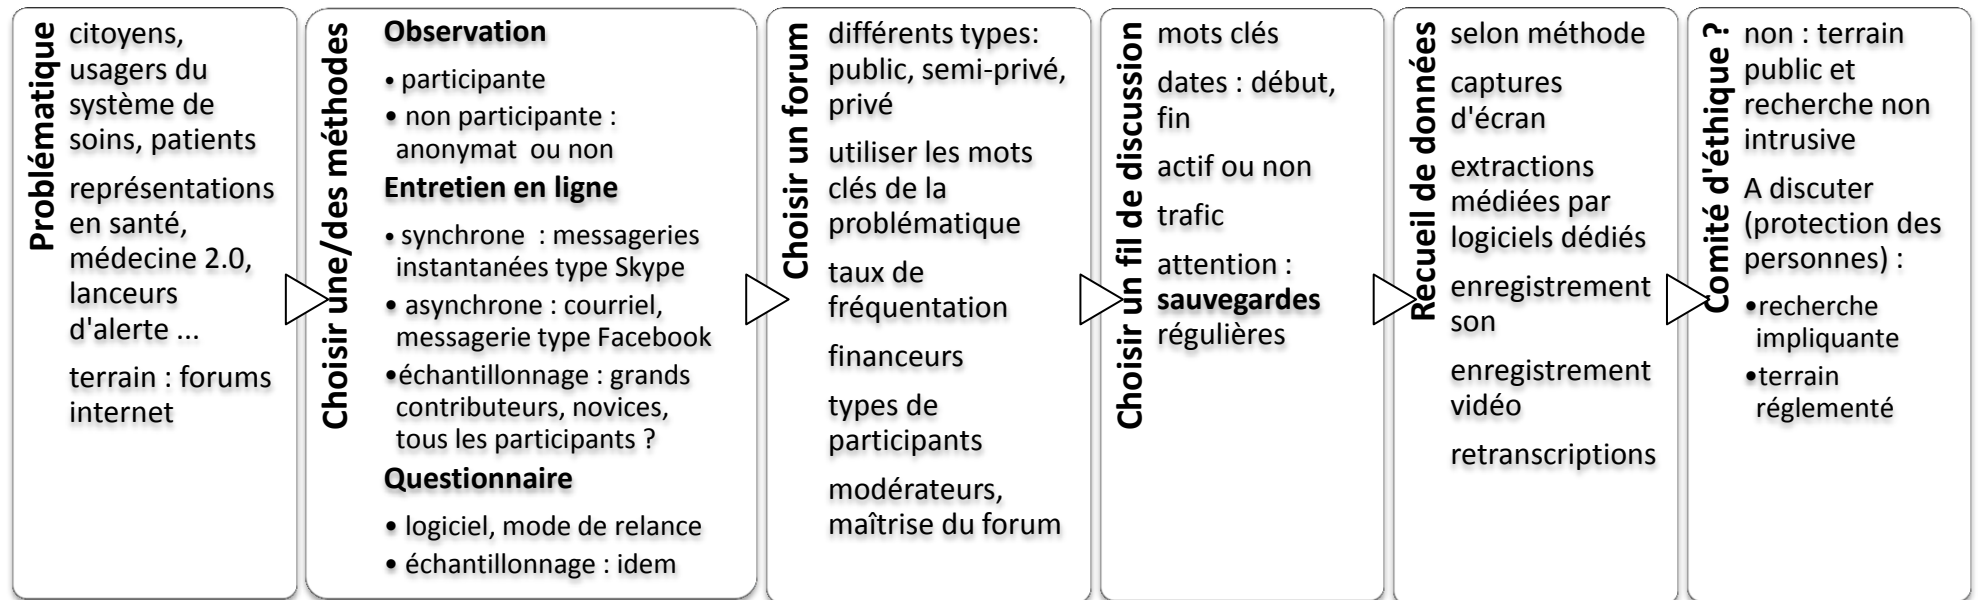 Problématique
citoyens,
usagers du
système de
soins, patients
représentations
en santé,
médecine 2.0,
lanceurs
d'alerte ...
terrain : forums
internet
Choisir une/des méthodes
Observation
• participante
• non participante :
anonymat ou non
Entretien en ligne
• synchrone : messageries
instantanées type Skype
• asynchrone : courriel,
messagerie type Facebook
•échantillonnage : grands
contributeurs, novices,
tous les participants ?
Questionnaire
• logiciel, mode de relance
• échantillonnage : idem
Choisir un forum
différents types:
public, semi-privé,
privé
utiliser les mots
clés de la
problématique
taux de
fréquentation
financeurs
types de
participants
modérateurs,
maîtrise du forum
Choisir un fil de discussion
mots clés
dates : début,
fin
actif ou non
trafic
attention :
sauvegardes
régulières
Recueil de données
selon méthode
captures
d'écran
extractions
médiées par
logiciels dédiés
enregistrement
son
enregistrement
vidéo
retranscriptions
Comité d'éthique ?
non : terrain
public et
recherche non
intrusive
A discuter
(protection des
personnes) :
•recherche
impliquante
•terrain
réglementé